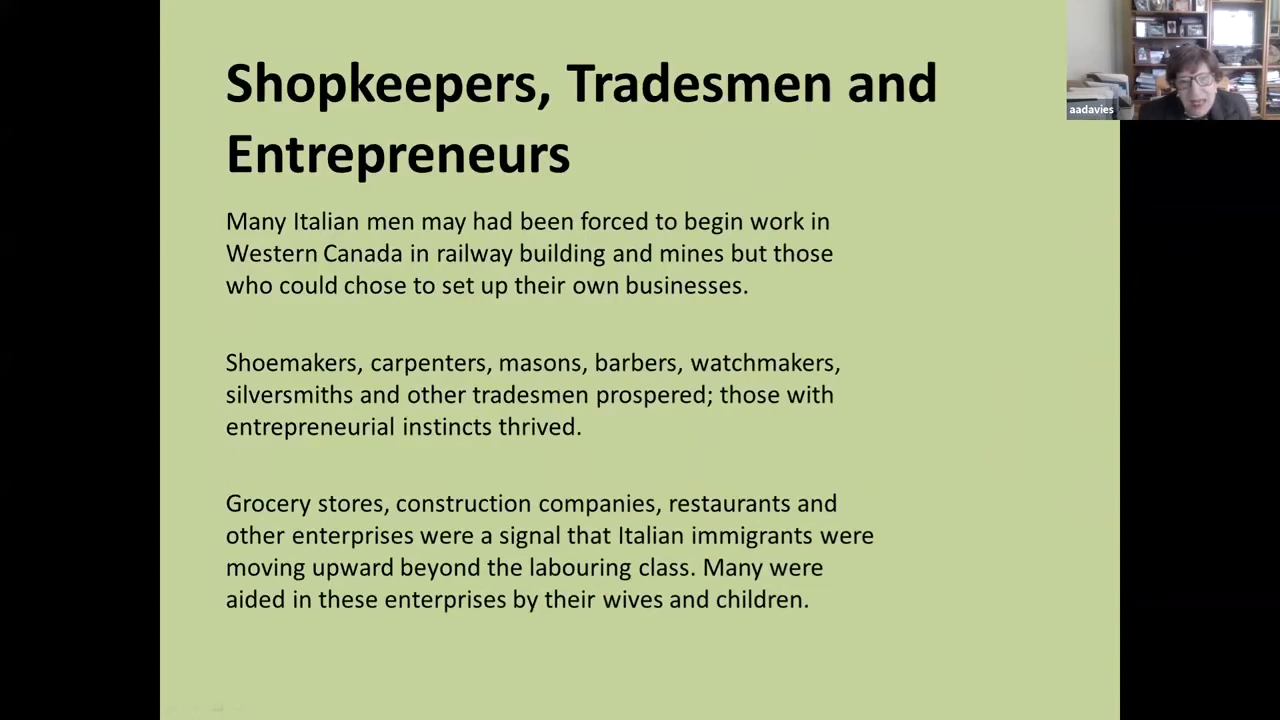 Shopkeepers, Tradesmen and
Entrepreneurs
Many Italian men may had been forced to begin work in
Western Canada in railway building and mines but those
who could chose to set up their own businesses.
Shoemakers, carpenters, masons, barbers, watchmakers,
silversmiths and other tradesmen prospered; those with
entrepreneurial instincts thrived.
Grocery stores, construction companies, restaurants and
other enterprises were a signal that Italian immigrants were
moving upward beyond the labouring class. Many were
aided in these enterprises by their wives and children.
aadavies